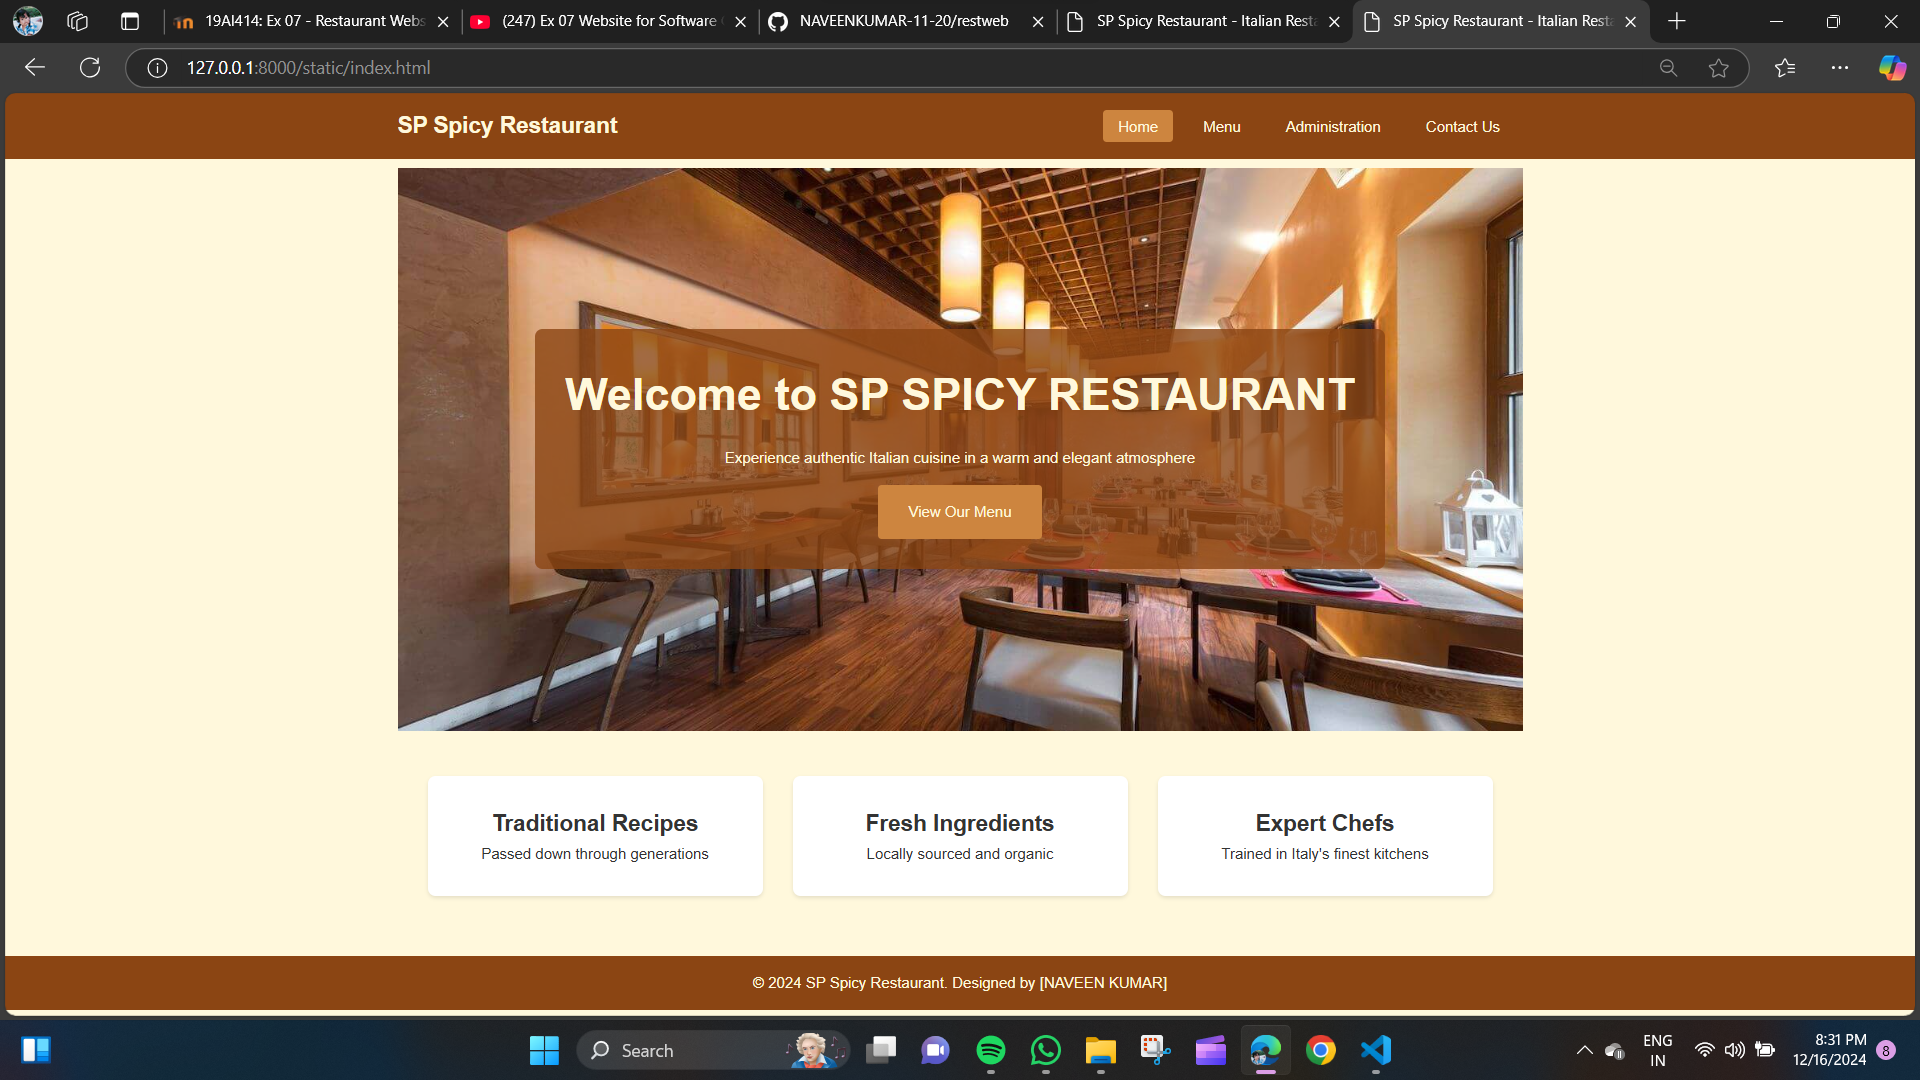 19AI414: Ex 07 - Restaurant Webs
(247) Ex 07 Website for Software
NAVEENKUMAR-11-20/restweb
SP Spicy Restaurant - Italian Resta
SP Spicy Restaurant - Italian Resta
127.0.0.1:8000/static/index.html
SP Spicy Restaurant
Home
Menu
Administration
Contact Us
Welcome to SP SPICY RESTAURANT
Experience authentic Italian cuisine in a warm and elegant atmosphere
View Our Menu
Traditional Recipes
Passed down through generations
Fresh Ingredients
Locally sourced and organic
Expert Chefs
Trained in Italy's finest kitchens
© 2024 SP Spicy Restaurant. Designed by [NAVEEN KUMAR]
Search
ENG
IN
8:31 PM
12/16/2024
8